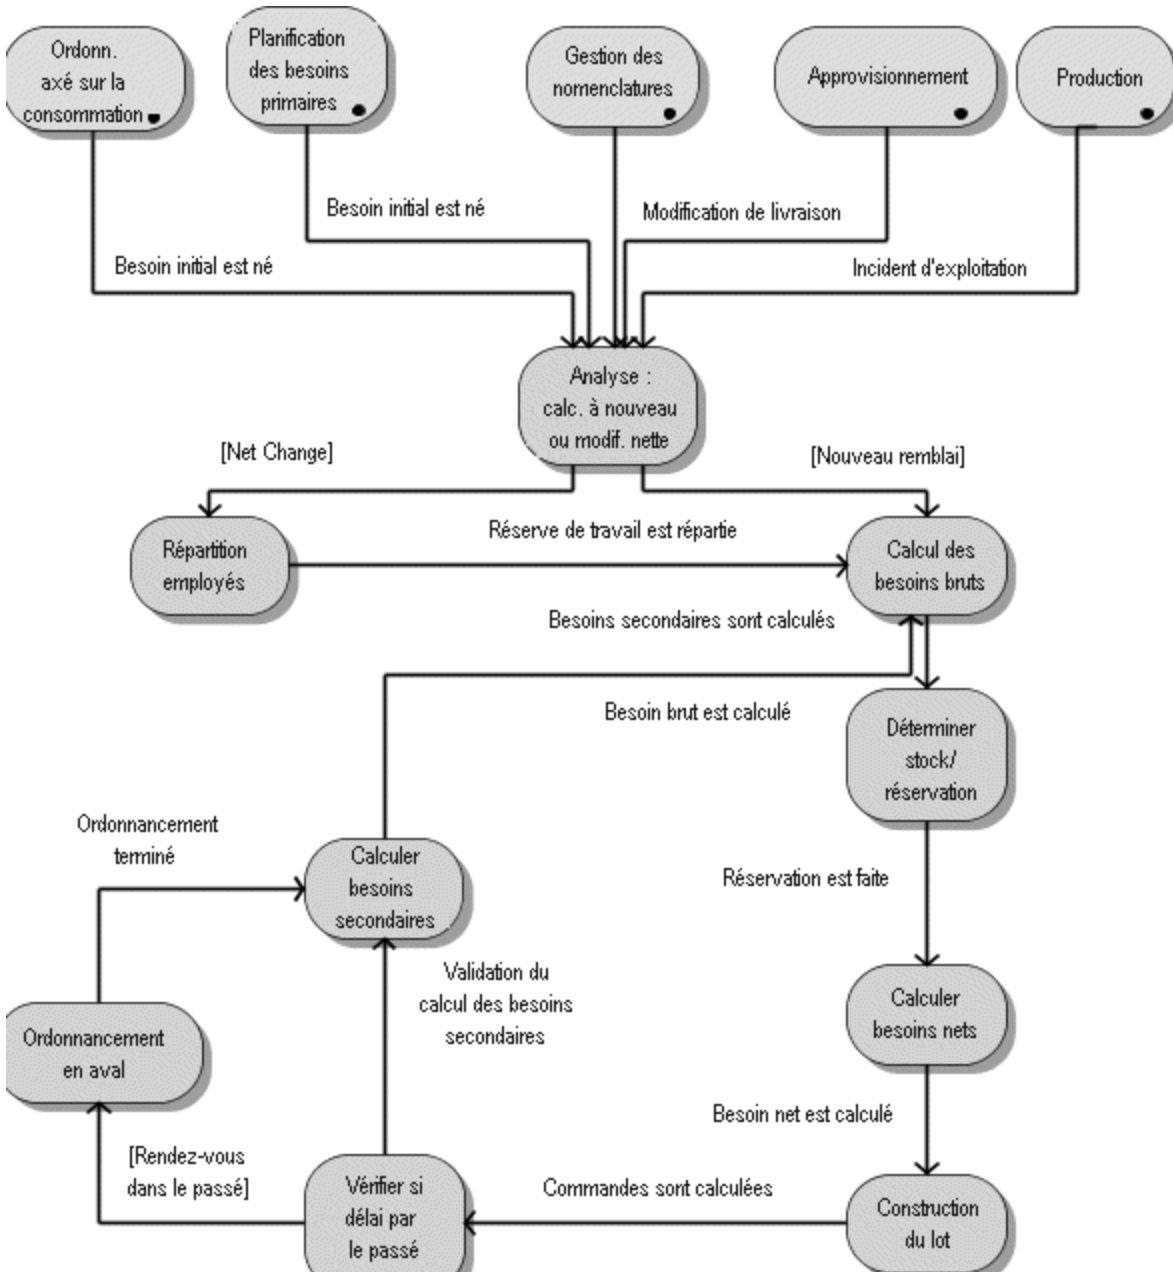 Ordonn.
axé sur la
consommation
Planification
des besoins
primaires
Gestion des
nomenclatures
Approvisionnement
Production
Besoin initial est né
Modification de livraison
Besoin initial est né
Incident d'exploitation
Analyse :
calc. à nouveau
ou modif. nette
[Net Change]
[Nouveau remblai]
Répartition
employés
Réserve de travail est répartie
Calcul des
besoins bruts
Besoins secondaires sont calculés
Besoin brut est calculé
Déterminer
stock/
réservation
Ordonnancement
terminé
Calculer
besoins
secondaires
Réservation est faite
Validation du
calcul des besoins
secondaires
Calculer
besoins nets
Ordonnancement
en aval
Besoin net est calculé
[Rendez-vous
dans le passé]
Vérifier si
délai par
le passé
Commandes sont calculées
Construction
du lot